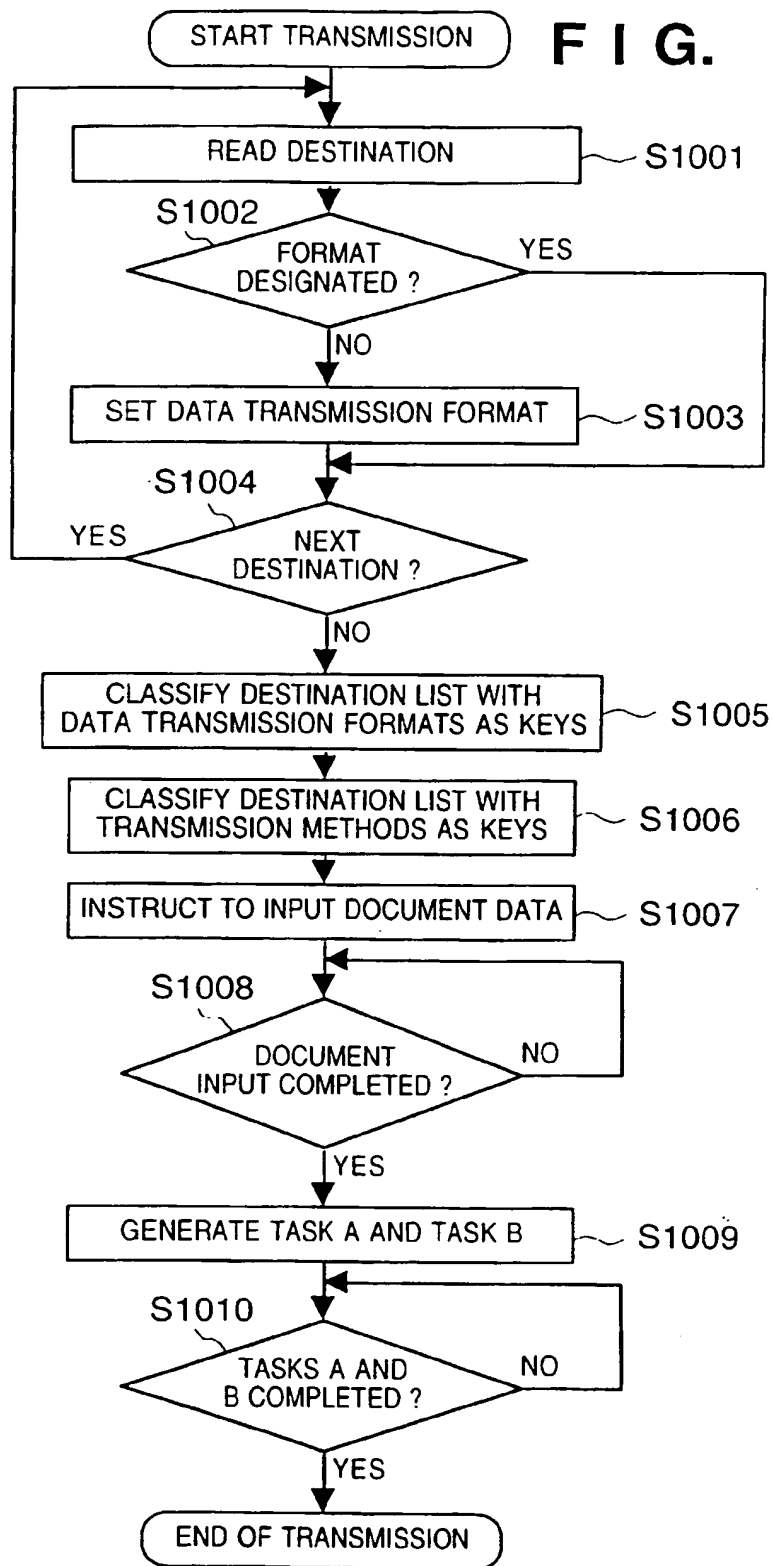 START TRANSMISSION
FIG.
READ DESTINATION
S1001
S1002
FORMAT
DESIGNATED ?
YES
NO
SET DATA TRANSMISSION FORMAT
S1003
S1004
YES
NEXT
DESTINATION ?
NO
CLASSIFY DESTINATION LIST WITH
DATA TRANSMISSION FORMATS AS KEYS
S1005
CLASSIFY DESTINATION LIST WITH
TRANSMISSION METHODS AS KEYS
S1006
INSTRUCT TO INPUT DOCUMENT DATA
S1007
S1008
DOCUMENT
INPUT COMPLETED ?
NO
YES
GENERATE TASK A AND TASK B
S1009
S1010
TASKS A AND
B COMPLETED ?
NO
YES
END OF TRANSMISSION